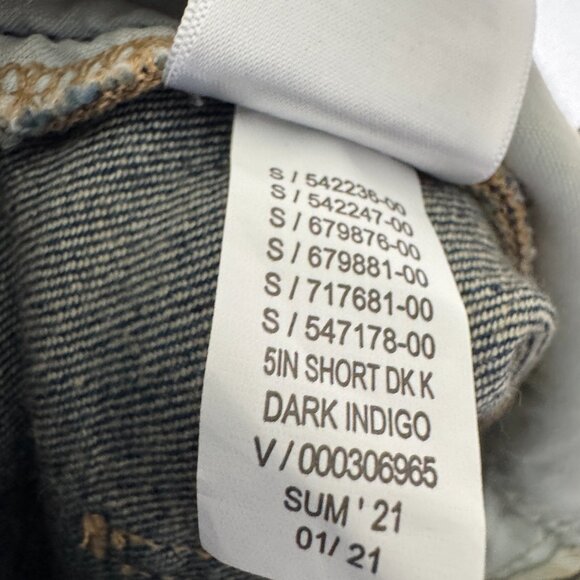 S / 542236-00
S / 542247-00
S / 679876-00
S / 679881-00
S / 717681-00
S / 547178-00
5IN SHORT DK K
DARK INDIGO
V / 000306965
SUM ' 21
01/ 21